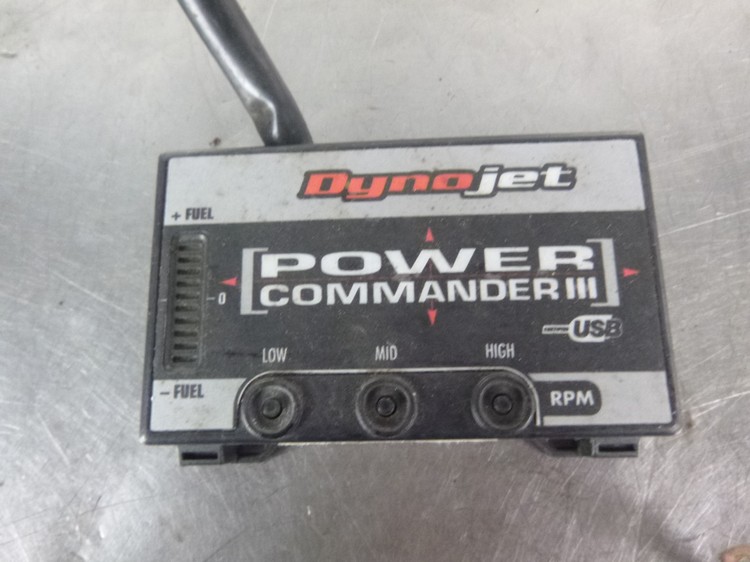 Dynojet
+ FUEL
POWER
0
COMMANDER III
USB
LOW MID HIGH
– FUEL
RPM